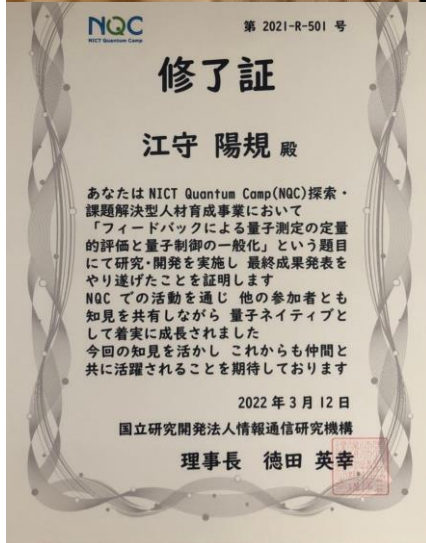 NQC
NICT Quantum Camp
第 2021-R-501 号
修了証
江守 陽規 殿
あなたは NICT Quantum Camp(NQC)探索・
課題解決型人材育成事業において
「フィードバックによる量子測定の定量
的評価と量子制御の一般化」という題目
にて研究・開発を実施し 最終成果発表を
やり遂げたことを証明します
NQC での活動を通じ 他の参加者とも
知見を共有しながら 量子ネイティブと
して着実に成長されました
今回の知見を活かし これからも仲間と
共に活躍されることを期待しております
2022 年 3 月 12 日
国立研究開発法人情報通信研究機構
理事長 徳田 英幸